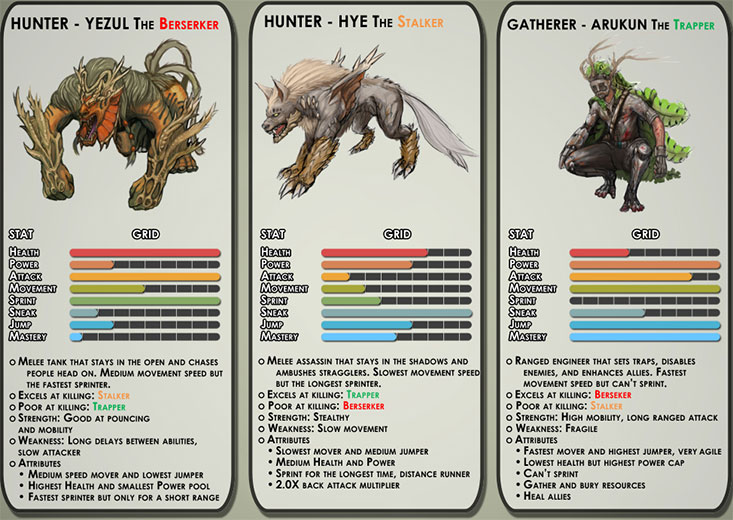 HUNTER - YEZUL THE BERSERKER
STAT GRID
HEALTH
POWER
ATTACK
MOVEMENT
SPRINT
SNEAK
JUMP
MASTERY
o MELEE TANK THAT STAYS IN THE OPEN AND CHASES
PEOPLE HEAD ON. MEDIUM MOVEMENT SPEED BUT
THE FASTEST SPRINTER.
o EXCELS AT KILLING: STALKER
o POOR AT KILLING: TRAPPER
o STRENGTH: GOOD AT POUNCING
AND MOBILITY
o WEAKNESS: LONG DELAYS BETWEEN ABILITIES,
SLOW ATTACKER
o ATTRIBUTES
• MEDIUM SPEED MOVER AND LOWEST JUMPER
• HIGHEST HEALTH AND SMALLEST POWER POOL
• FASTEST SPRINTER BUT ONLY FOR A SHORT RANGE
HUNTER - HYE THE STALKER
STAT GRID
HEALTH
POWER
ATTACK
MOVEMENT
SPRINT
SNEAK
JUMP
MASTERY
o MELEE ASSASSIN THAT STAYS IN THE SHADOWS AND
AMBUSHES STRAGGLERS. SLOWEST MOVEMENT SPEED
BUT THE LONGEST SPRINTER.
o EXCELS AT KILLING: TRAPPER
o POOR AT KILLING: BERSERKER
o STRENGTH: STEALTHY
o WEAKNESS: SLOW MOVEMENT
o ATTRIBUTES
• SLOWEST MOVER AND MEDIUM JUMPER
• MEDIUM HEALTH AND POWER
• SPRINT FOR THE LONGEST TIME, DISTANCE RUNNER
• 2.0X BACK ATTACK MULTIPLIER
GATHERER - ARUKUN THE TRAPPER
STAT GRID
HEALTH
POWER
ATTACK
MOVEMENT
SPRINT
SNEAK
JUMP
MASTERY
o RANGED ENGINEER THAT SETS TRAPS, DISABLES
ENEMIES, AND ENHANCES ALLIES. FASTEST
MOVEMENT SPEED BUT CAN'T SPRINT.
o EXCELS AT KILLING: BERSEKER
o POOR AT KILLING: STALKER
o STRENGTH: HIGH MOBILITY, LONG RANGED ATTACK
o WEAKNESS: FRAGILE
o ATTRIBUTES
• FASTEST MOVER AND HIGHEST JUMPER, VERY AGILE
• LOWEST HEALTH BUT HIGHEST POWER CAP
• CAN'T SPRINT
• GATHER AND BURY RESOURCES
• HEAL ALLIES